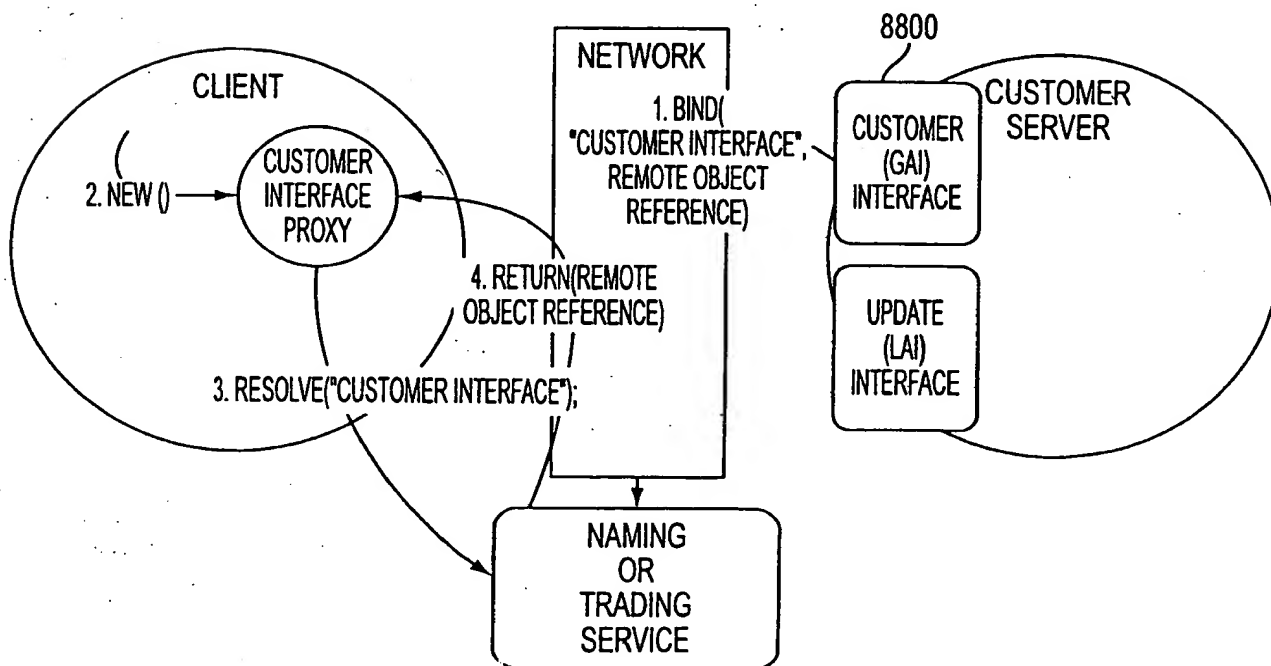 8800
NETWORK
CLIENT
CUSTOMER
SERVER
1. BIND(
"CUSTOMER INTERFACE",
REMOTE OBJECT
REFERENCE)
CUSTOMER
(GAI)
INTERFACE
2. NEW ()
CUSTOMER
INTERFACE
PROXY
4. RETURN(REMOTE
OBJECT REFERENCE)
UPDATE
(LAI)
INTERFACE
3. RESOLVE("CUSTOMER INTERFACE");
NAMING
OR
TRADING
SERVICE